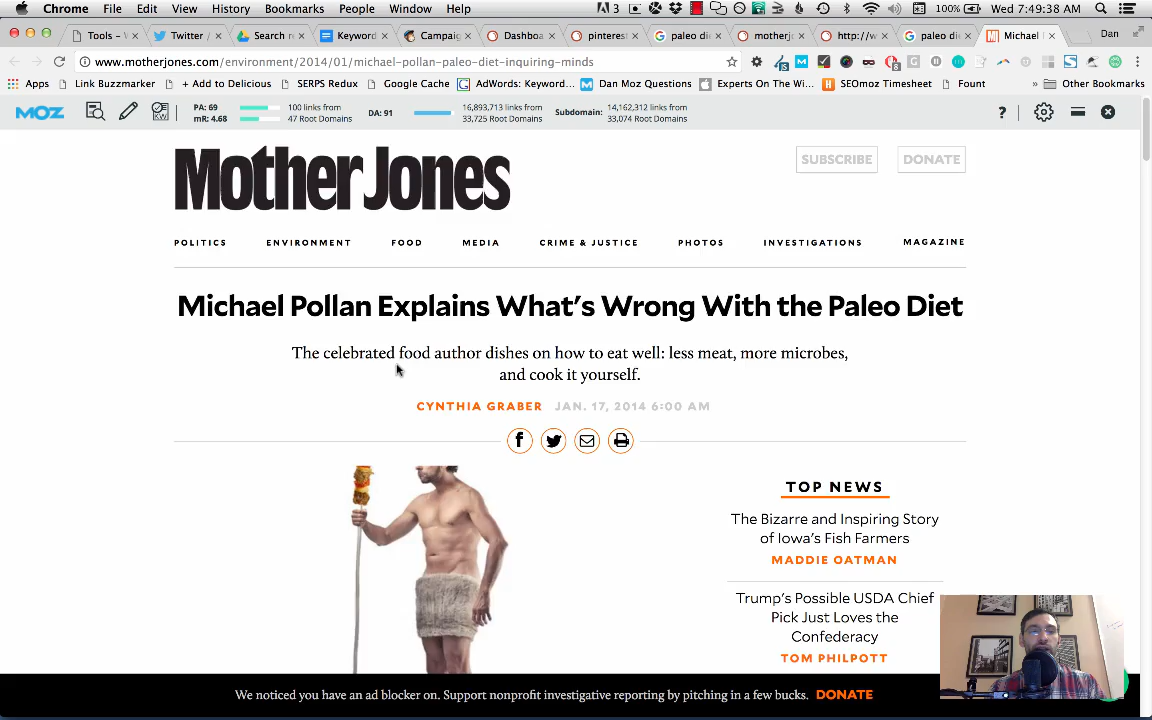 Chrome File Edit View History Bookmarks People Window Help 3 100% Wed 7:49:38 AM
Tools – Twitter / Search re Keyword Campaig Dashboa pinterest paleo die motherjo http://w paleo die Michael Dan
www.motherjones.com/environment/2014/01/michael-pollan-paleo-diet-inquiring-minds
Apps Link Buzzmarker + Add to Delicious SERPS Redux Google Cache AdWords: Keyword... Dan Moz Questions Experts On The Wi... SEOmoz Timesheet Fount » Other Bookmarks
MOZ KW PA: 69 100 links from DA: 91 16,893,713 links from Subdomain: 14,162,312 links from ?
mR: 4.68 47 Root Domains 33,725 Root Domains 33,074 Root Domains
Mother Jones
SUBSCRIBE DONATE
POLITICS ENVIRONMENT FOOD MEDIA CRIME & JUSTICE PHOTOS INVESTIGATIONS MAGAZINE
Michael Pollan Explains What's Wrong With the Paleo Diet
The celebrated food author dishes on how to eat well: less meat, more microbes,
and cook it yourself.
CYNTHIA GRABER JAN. 17, 2014 6:00 AM
TOP NEWS
The Bizarre and Inspiring Story
of Iowa's Fish Farmers
MADDIE OATMAN
Trump's Possible USDA Chief
Pick Just Loves the
Confederacy
TOM PHILPOTT
We noticed you have an ad blocker on. Support nonprofit investigative reporting by pitching in a few bucks. DONATE